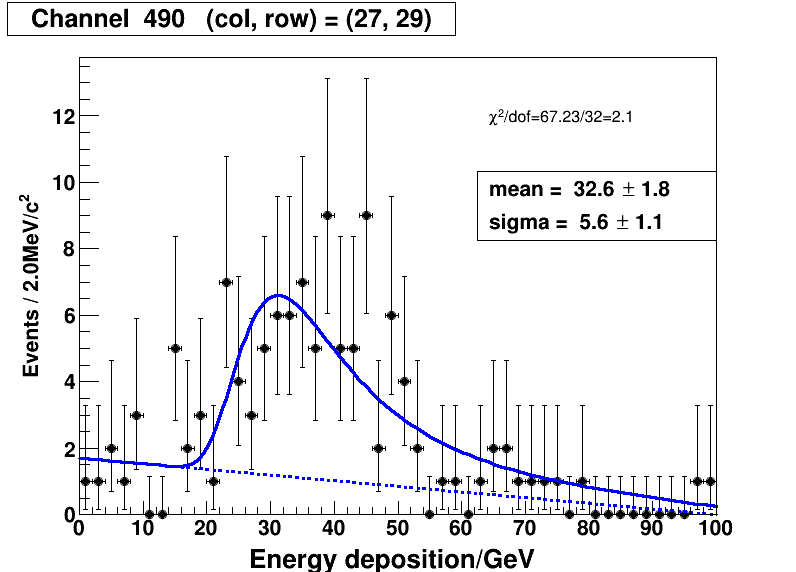 Channel 490 (col, row) = (27, 29)
χ²/dof=67.23/32=2.1
mean = 32.6 ± 1.8
sigma = 5.6 ± 1.1
Events / 2.0MeV/c²
12
10
8
6
4
2
0
0 10 20 30 40 50 60 70 80 90 100
Energy deposition/GeV